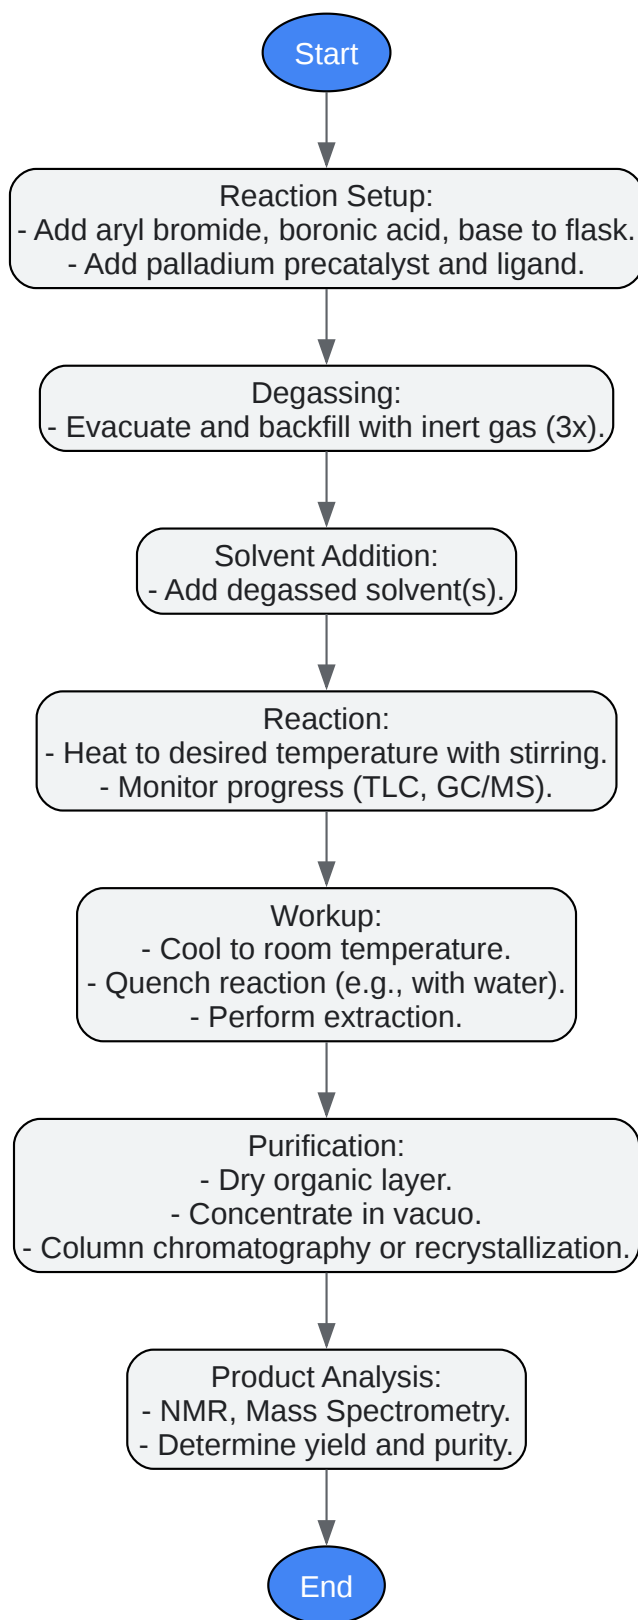 Start
Reaction Setup:
- Add aryl bromide, boronic acid, base to flask.
- Add palladium precatalyst and ligand.
Degassing:
- Evacuate and backfill with inert gas (3x).
Solvent Addition:
- Add degassed solvent(s).
Reaction:
- Heat to desired temperature with stirring.
- Monitor progress (TLC, GC/MS).
Workup:
- Cool to room temperature.
- Quench reaction (e.g., with water).
- Perform extraction.
Purification:
- Dry organic layer.
- Concentrate in vacuo.
- Column chromatography or recrystallization.
Product Analysis:
- NMR, Mass Spectrometry.
- Determine yield and purity.
End